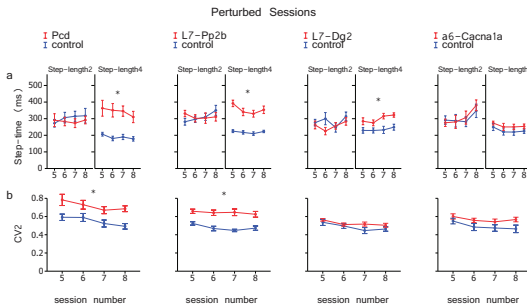 Perturbed Sessions
Pcd
control
L7-Pp2b
control
L7-Dg2
control
a6-Cacna1a
control
a
Step-length2 Step-length4 Step-length2 Step-length4 Step-length2 Step-length4 Step-length2 Step-length4
Step-time (ms)
500
400
300
200
100
0
* * *
5 6 7 8 5 6 7 8 5 6 7 8 5 6 7 8 5 6 7 8 5 6 7 8 5 6 7 8 5 6 7 8
b
CV2
0.8
0.6
0.4
0.2
0
* *
5 6 7 8 5 6 7 8 5 6 7 8 5 6 7 8
session number session number session number session number